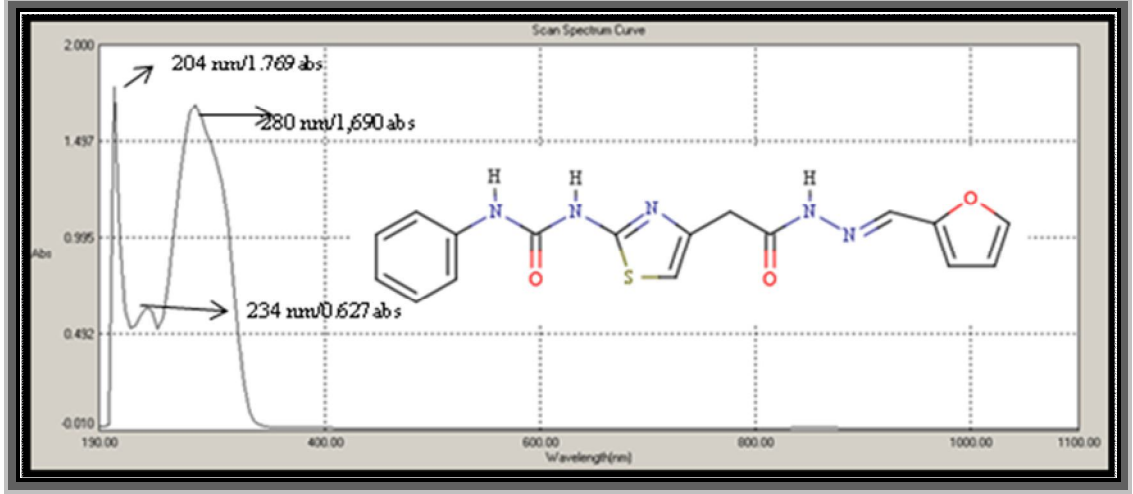 Scan Spectrum Curve
2.000
204 nm/1.769 abs
280 nm/1,690 abs
1.497
H H H
N N N N N O
0.995
Abs
O S O
234 nm/0.627 abs
0.492
-0.010
190.00 400.00 600.00 800.00 1000.00 1100.00
Wavelength(nm)